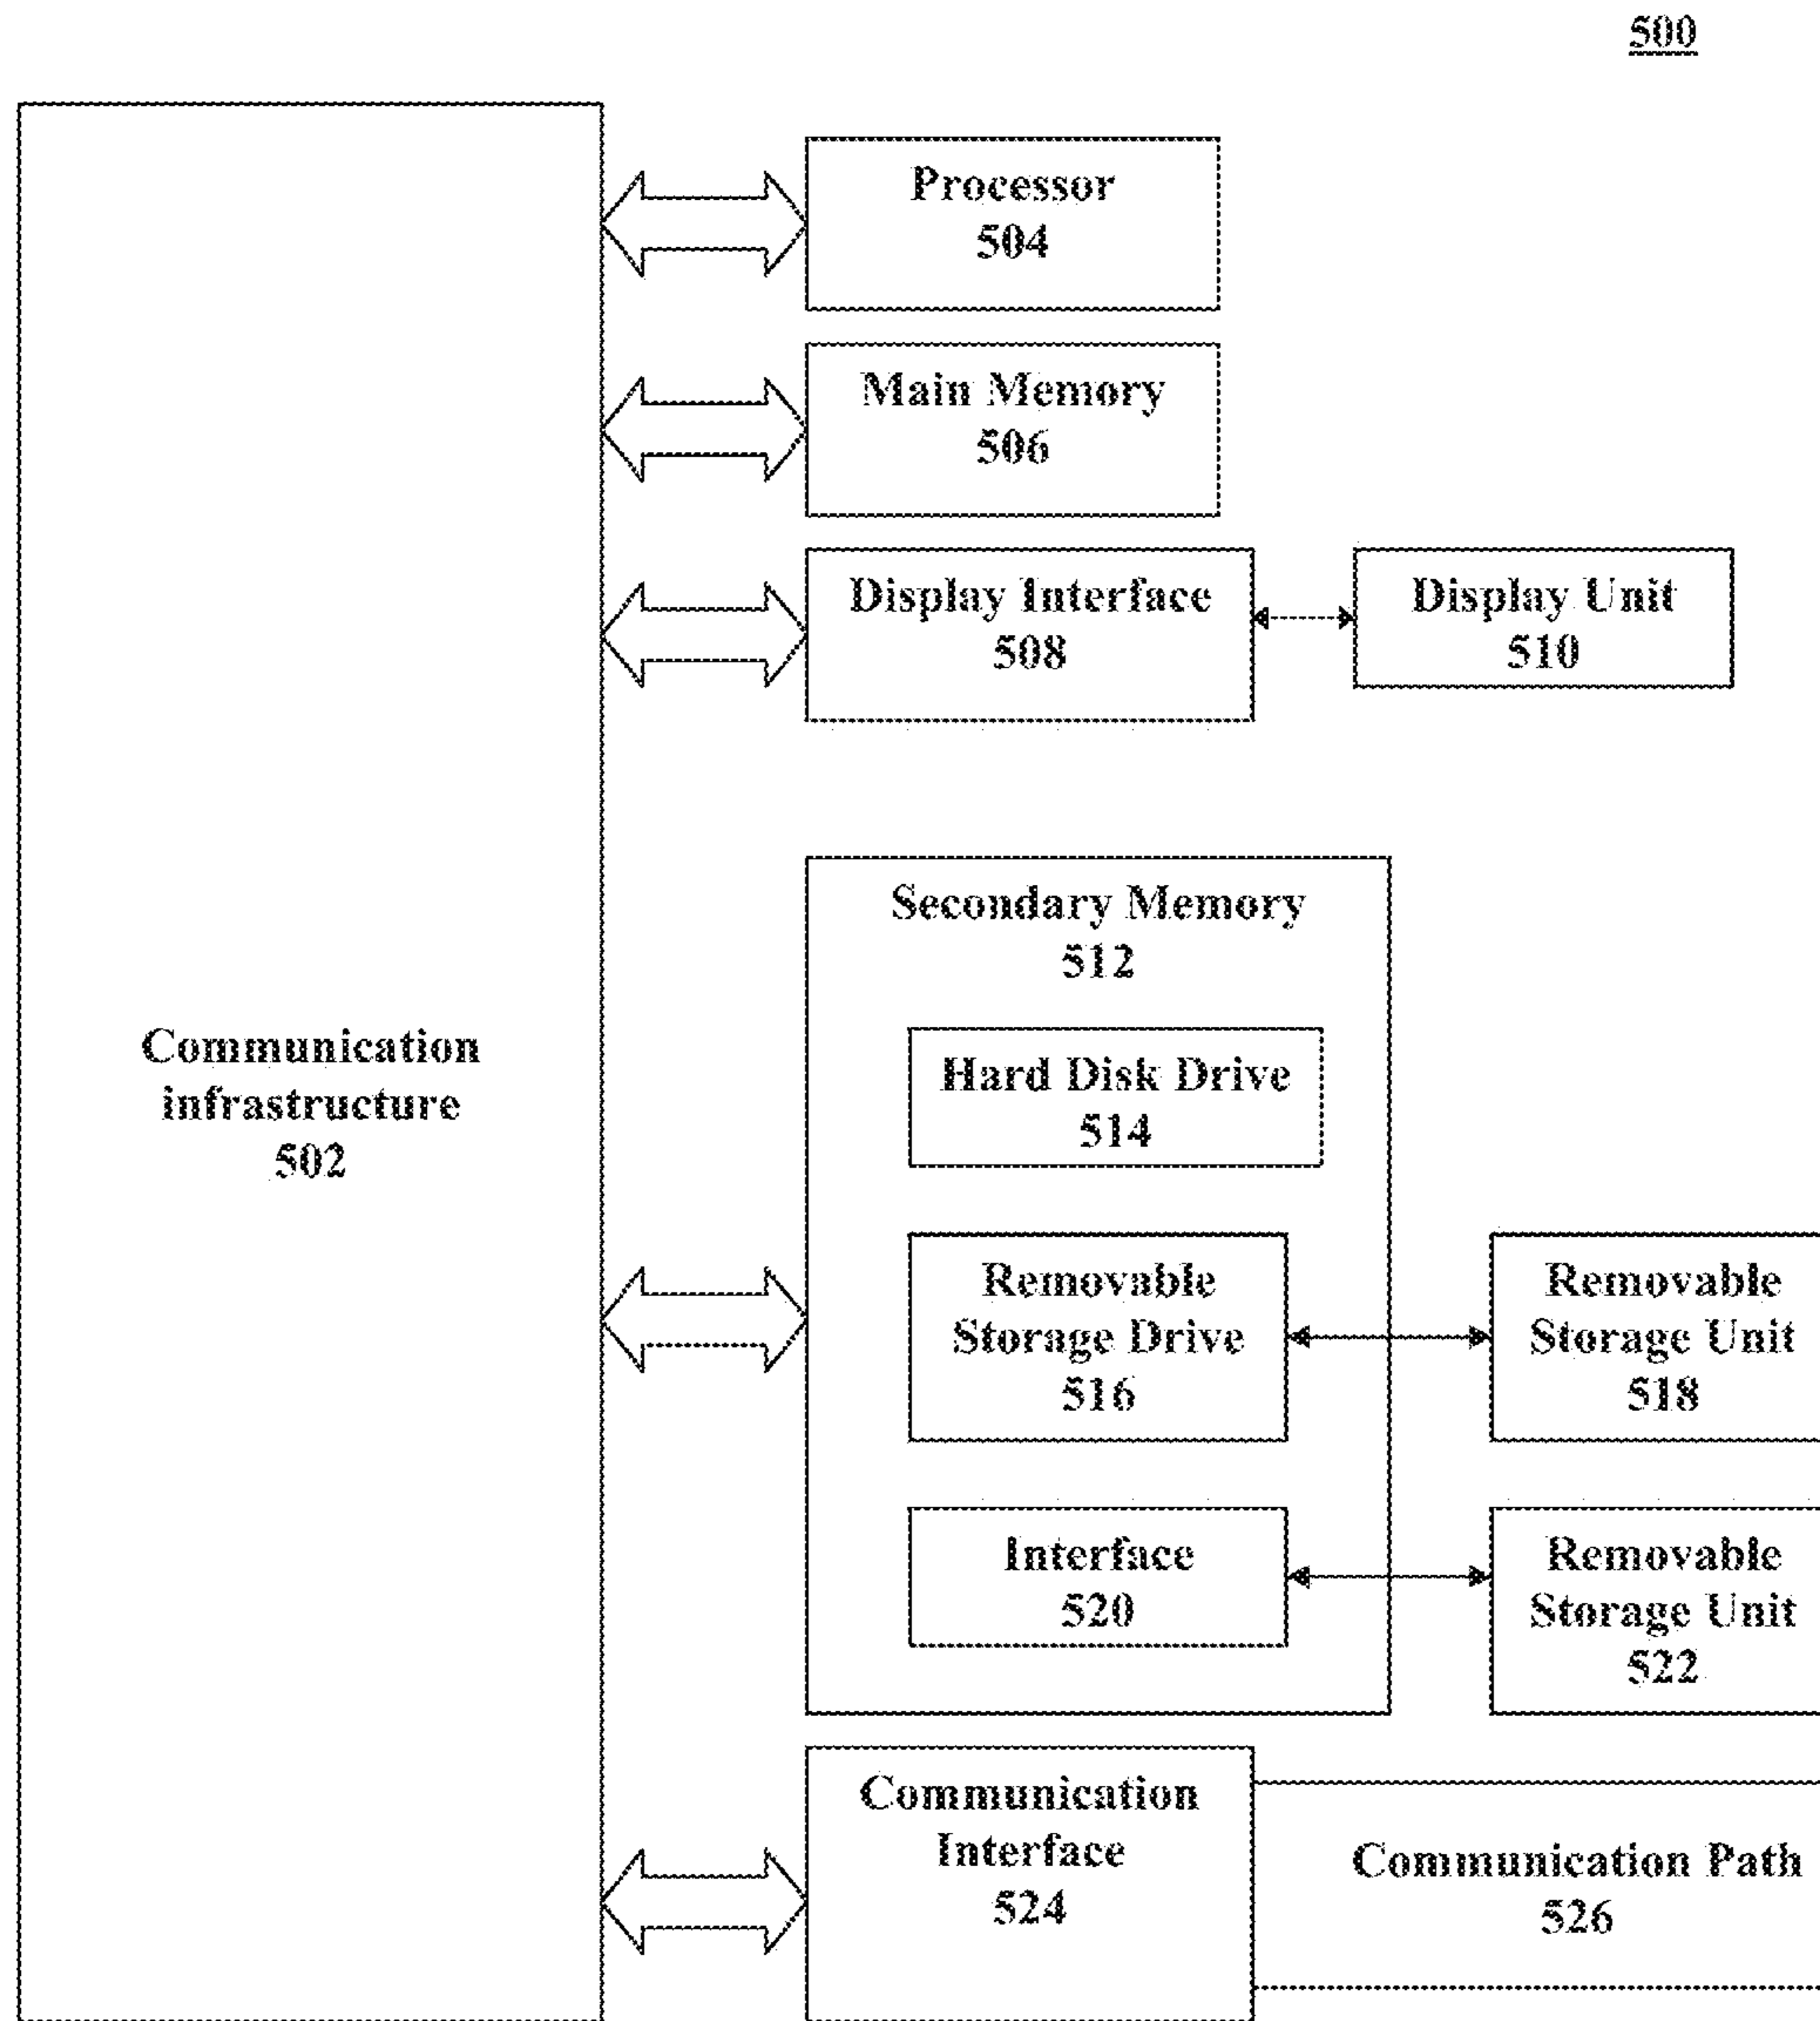 500
Processor
504
Main Memory
506
Display Interface
508
Display Unit
510
Secondary Memory
512
Communication
infrastructure
502
Hard Disk Drive
514
Removable
Storage Drive
516
Removable
Storage Unit
518
Interface
520
Removable
Storage Unit
522
Communication
Interface
524
Communication Path
526